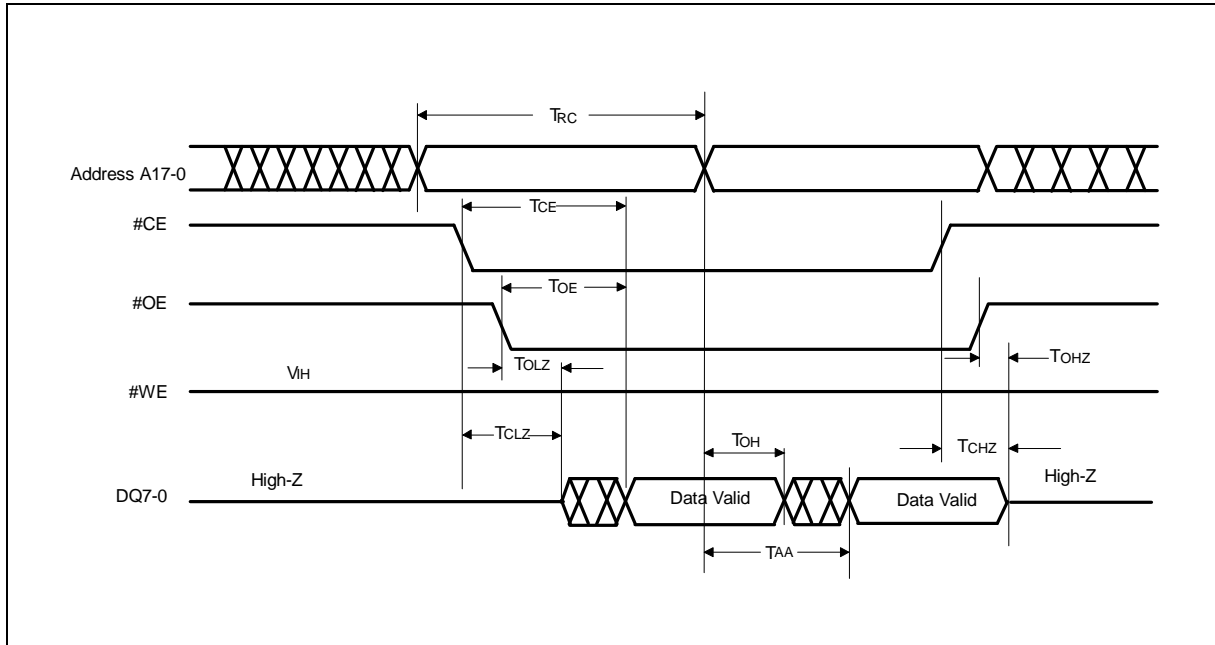 TRC
Address A17-0
TCE
#CE
TOE
#OE
TOLZ
TOHZ
VIH
#WE
TCLZ
TOH
TCHZ
High-Z
High-Z
DQ7-0
Data Valid
Data Valid
TAA